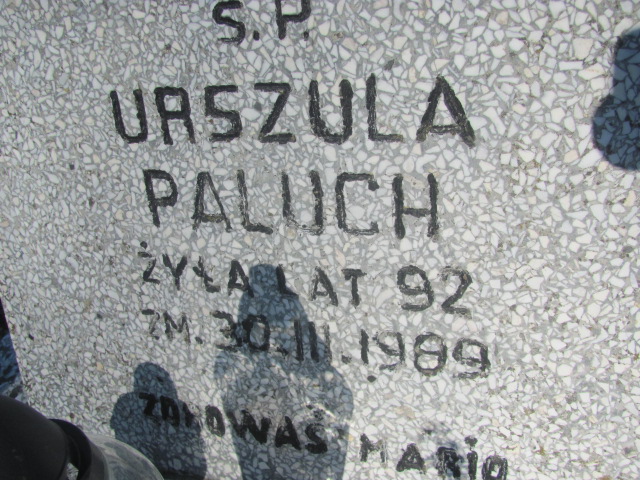 Ś.P.
URSZULA
PALUCH
ŻYŁA LAT 92
ZM. 30.III.1989
ZDROWAŚ MARIO